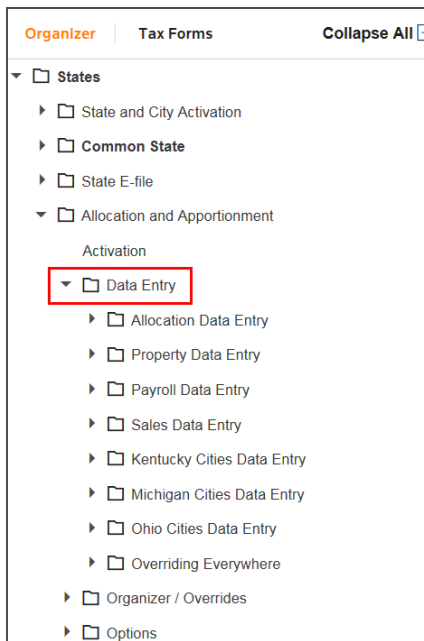 Organizer Tax Forms Collapse All
States
State and City Activation
Common State
State E-file
Allocation and Apportionment
Activation
Data Entry
Allocation Data Entry
Property Data Entry
Payroll Data Entry
Sales Data Entry
Kentucky Cities Data Entry
Michigan Cities Data Entry
Ohio Cities Data Entry
Overriding Everywhere
Organizer / Overrides
Options